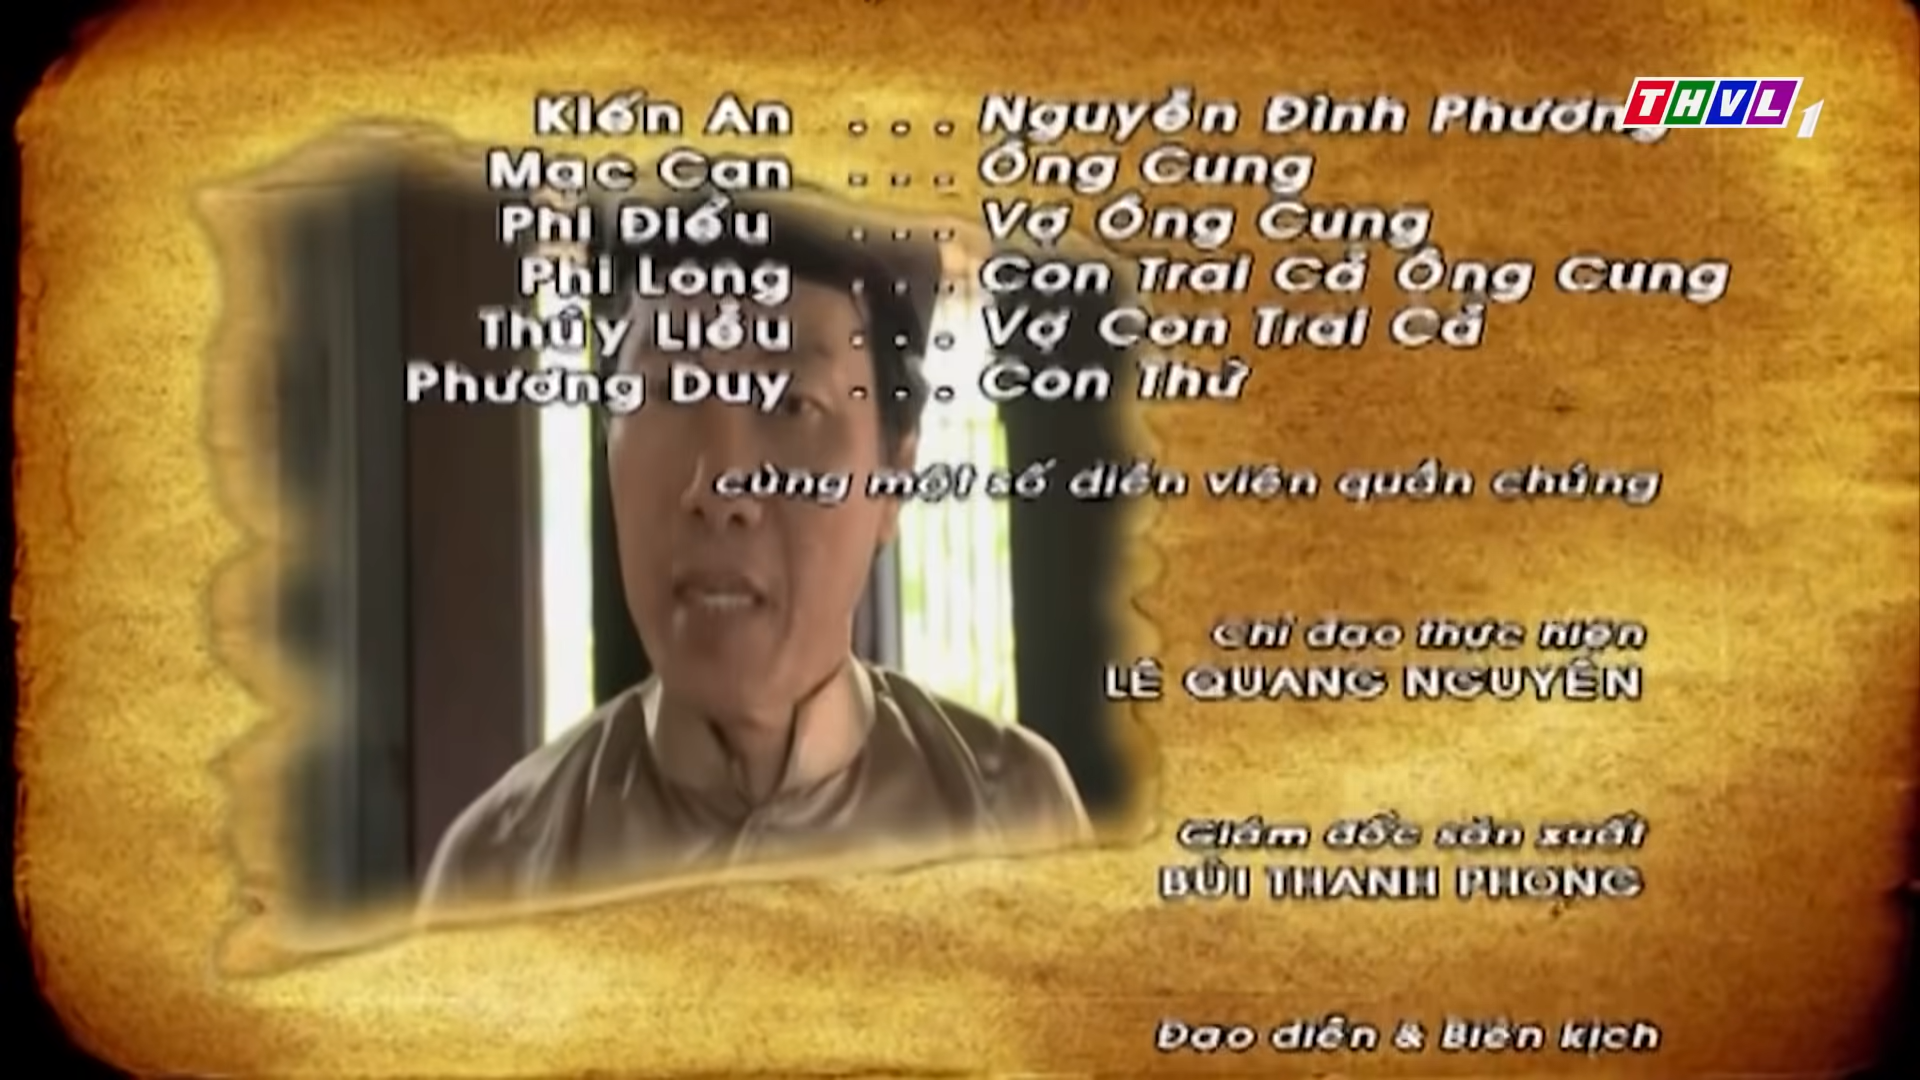 THVL1
Kiến An . . . Nguyễn Đình Phương
Mạc Can . . . Ông Cung
Phi Điểu . . . Vợ Ông Cung
Phi Long . . . Con Trai Cả Ông Cung
Thúy Liễu . . . Vợ Con Trai Cả
Phương Duy . . . Con Thứ
cùng một số diễn viên quần chúng
Chỉ đạo thực hiện
LÊ QUANG NGUYÊN
Giám đốc sản xuất
BÙI THANH PHONG
Đạo diễn & Biên kịch